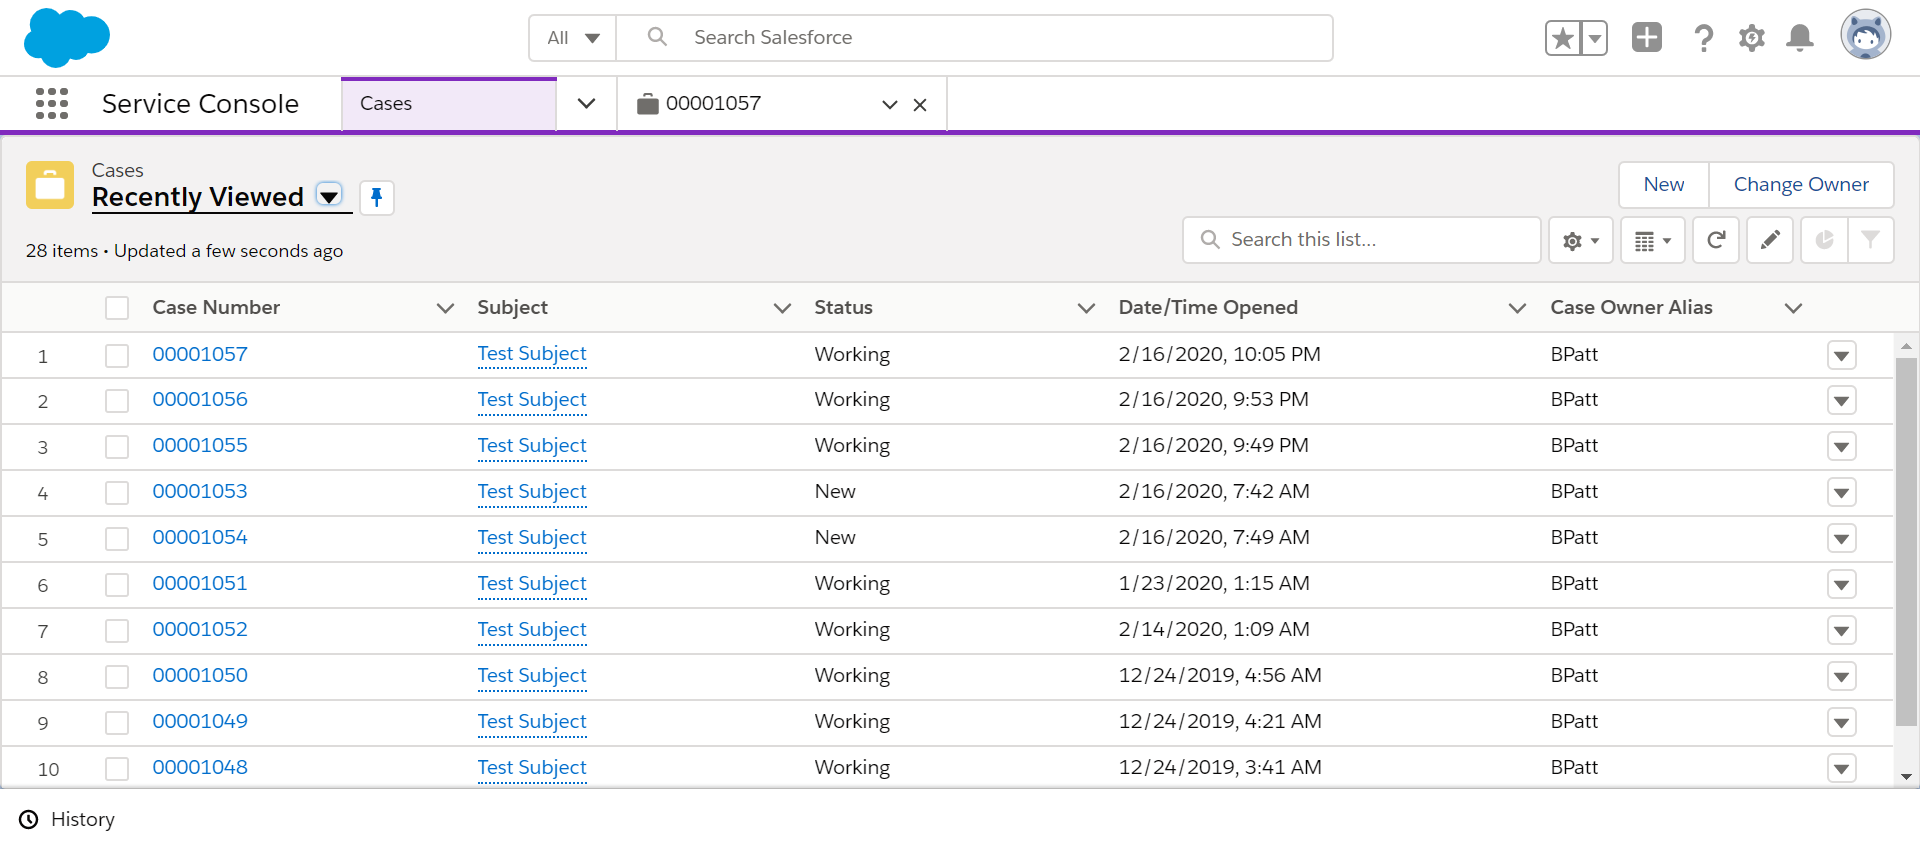 All Search Salesforce
Service Console Cases 00001057
Cases
Recently Viewed
New Change Owner
28 items • Updated a few seconds ago
Search this list...
Case Number Subject Status Date/Time Opened Case Owner Alias
1 00001057 Test Subject Working 2/16/2020, 10:05 PM BPatt
2 00001056 Test Subject Working 2/16/2020, 9:53 PM BPatt
3 00001055 Test Subject Working 2/16/2020, 9:49 PM BPatt
4 00001053 Test Subject New 2/16/2020, 7:42 AM BPatt
5 00001054 Test Subject New 2/16/2020, 7:49 AM BPatt
6 00001051 Test Subject Working 1/23/2020, 1:15 AM BPatt
7 00001052 Test Subject Working 2/14/2020, 1:09 AM BPatt
8 00001050 Test Subject Working 12/24/2019, 4:56 AM BPatt
9 00001049 Test Subject Working 12/24/2019, 4:21 AM BPatt
10 00001048 Test Subject Working 12/24/2019, 3:41 AM BPatt
History